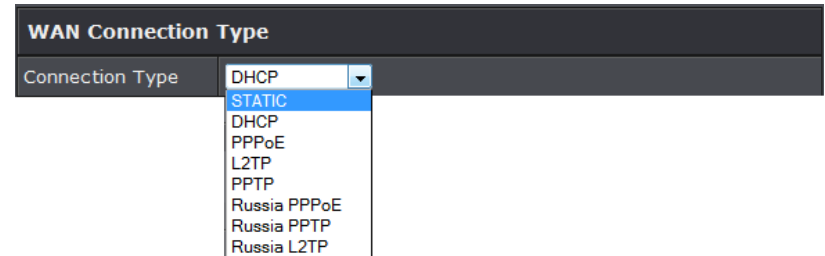 WAN Connection Type
Connection Type DHCP
STATIC
DHCP
PPPoE
L2TP
PPTP
Russia PPPoE
Russia PPTP
Russia L2TP